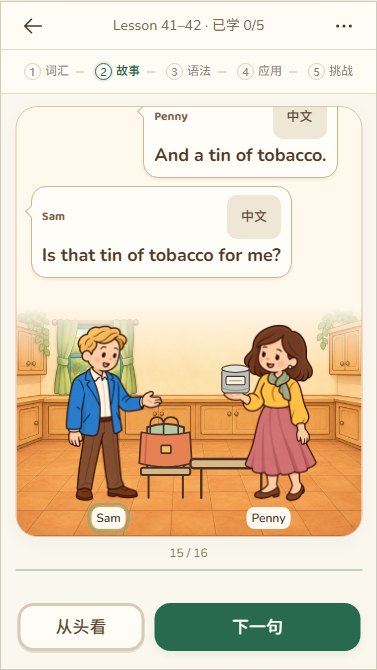 Lesson 41–42 · 已学 0/5
1 词汇 2 故事 3 语法 4 应用 5 挑战
Penny
中文
And a tin of tobacco.
Sam
中文
Is that tin of tobacco for me?
Sam
Penny
15 / 16
从头看
下一句